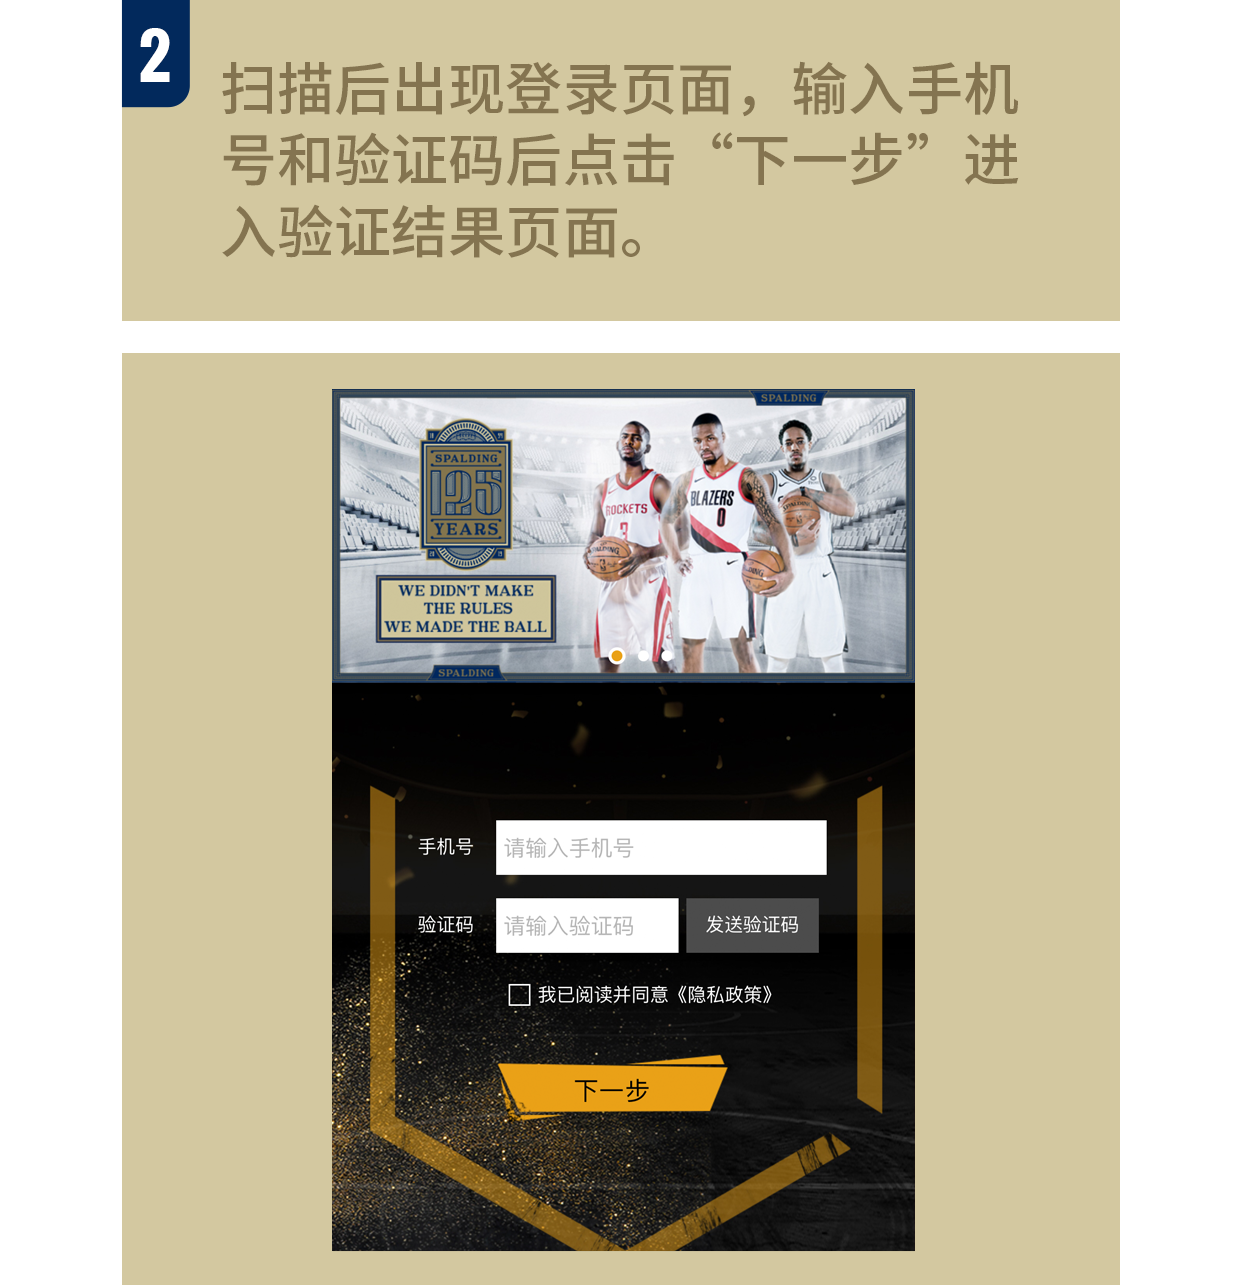 2
扫描后出现登录页面，输入手机
号和验证码后点击“下一步”进
入验证结果页面。
SPALDING
SPALDING
125
YEARS
WE DIDN'T MAKE
THE RULES
WE MADE THE BALL
ROCKETS
3
BLAZERS
0
SPALDING
SPALDING
SPALDING
手机号
请输入手机号
验证码
请输入验证码
发送验证码
我已阅读并同意《隐私政策》
下一步